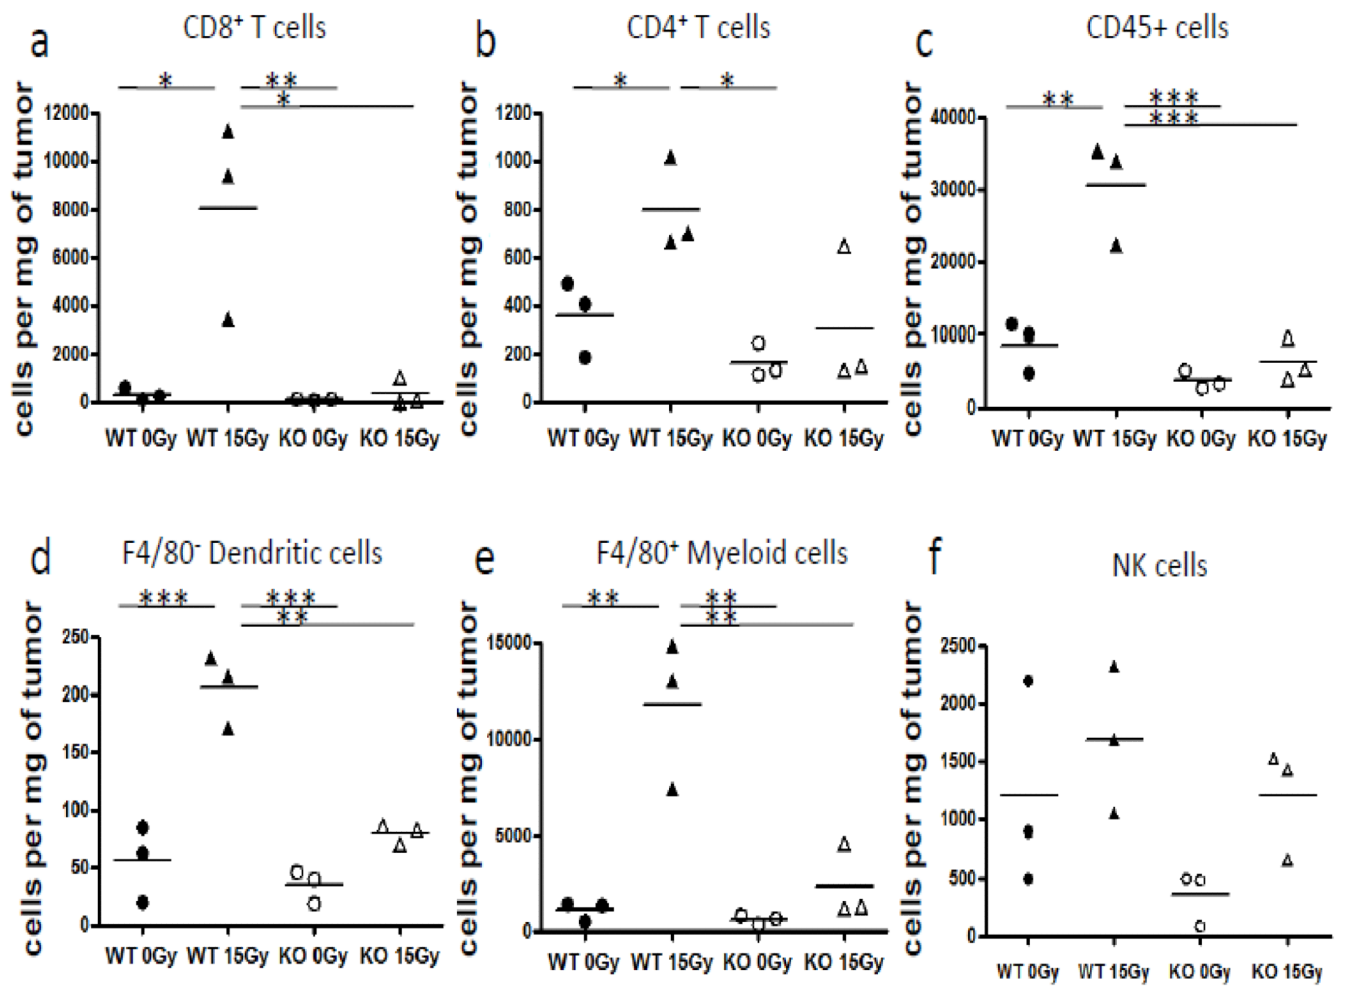 a
CD8+ T cells
* **
*
cells per mg of tumor
12000
10000
8000
6000
4000
2000
0
WT 0Gy WT 15Gy KO 0Gy KO 15Gy
b
CD4+ T cells
* *
cells per mg of tumor
1200
1000
800
600
400
200
0
WT 0Gy WT 15Gy KO 0Gy KO 15Gy
c
CD45+ cells
** ***
***
cells per mg of tumor
40000
30000
20000
10000
0
WT 0Gy WT 15Gy KO 0Gy KO 15Gy
d
F4/80- Dendritic cells
*** ***
**
cells per mg of tumor
250
200
150
100
50
0
WT 0Gy WT 15Gy KO 0Gy KO 15Gy
e
F4/80+ Myeloid cells
** **
**
cells per mg of tumor
15000
10000
5000
0
WT 0Gy WT 15Gy KO 0Gy KO 15Gy
f
NK cells
cells per mg of tumor
2500
2000
1500
1000
500
0
WT 0Gy WT 15Gy KO 0Gy KO 15Gy